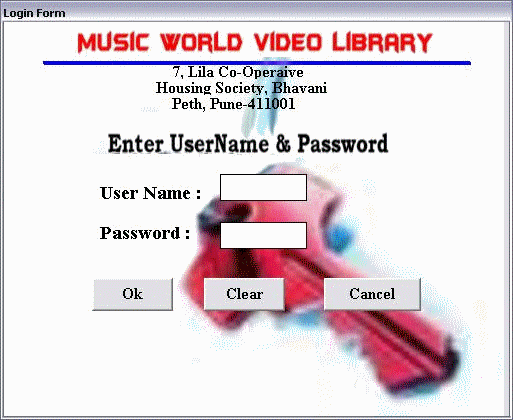 Login Form
MUSIC WORLD VIDEO LIBRARY
7, Lila Co-Operaive
Housing Society, Bhavani
Peth, Pune-411001
Enter UserName & Password
User Name :
Password :
Ok Clear Cancel